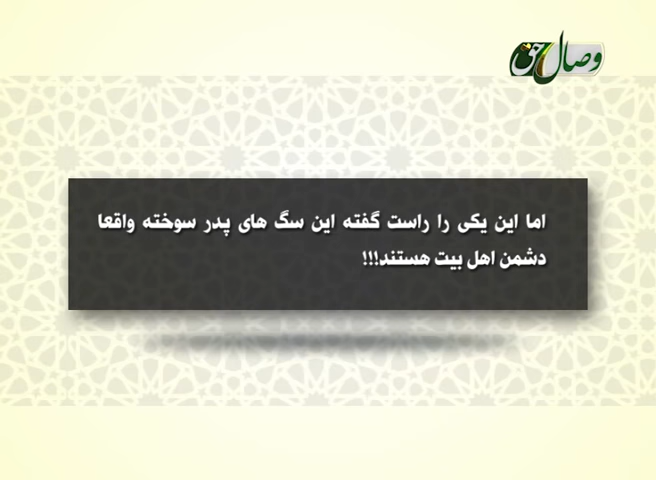 وصال حق
اما این یکی را راست گفته این سگ های پدر سوخته واقعا
دشمن اهل بیت هستند!!!